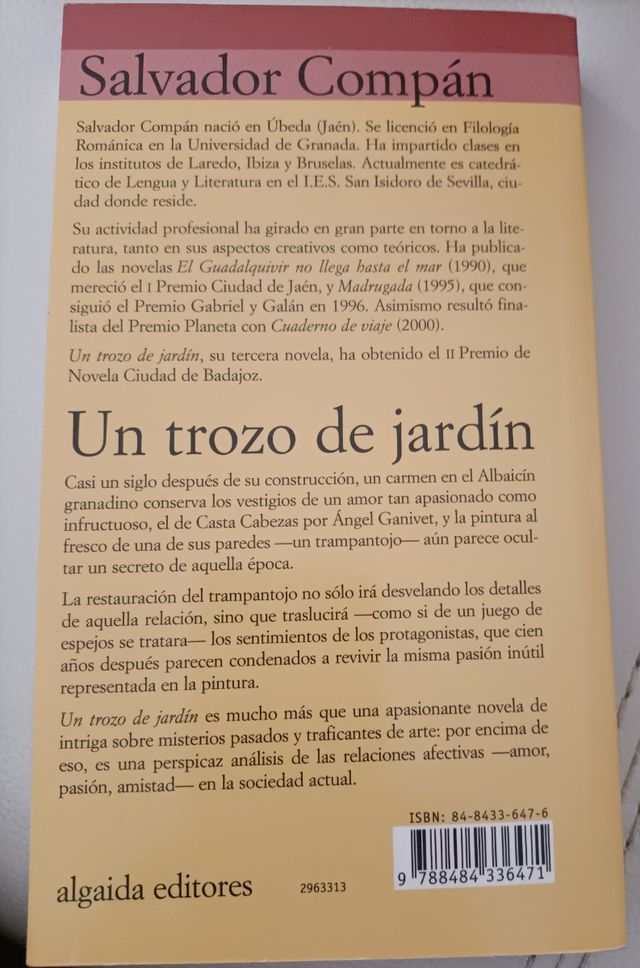 Salvador Compán
Salvador Compán nació en Úbeda (Jaén). Se licenció en Filología
Románica en la Universidad de Granada. Ha impartido clases en
los institutos de Laredo, Ibiza y Bruselas. Actualmente es catedrá-
tico de Lengua y Literatura en el I.E.S. San Isidoro de Sevilla, ciu-
dad donde reside.
Su actividad profesional ha girado en gran parte en torno a la lite-
ratura, tanto en sus aspectos creativos como teóricos. Ha publica-
do las novelas El Guadalquivir no llega hasta el mar (1990), que
mereció el I Premio Ciudad de Jaén, y Madrugada (1995), que con-
siguió el Premio Gabriel y Galán en 1996. Asimismo resultó fina-
lista del Premio Planeta con Cuaderno de viaje (2000).
Un trozo de jardín, su tercera novela, ha obtenido el II Premio de
Novela Ciudad de Badajoz.
Un trozo de jardín
Casi un siglo después de su construcción, un carmen en el Albaicín
granadino conserva los vestigios de un amor tan apasionado como
infructuoso, el de Casta Cabezas por Ángel Ganivet, y la pintura al
fresco de una de sus paredes —un trampantojo— aún parece ocul-
tar un secreto de aquella época.
La restauración del trampantojo no sólo irá desvelando los detalles
de aquella relación, sino que traslucirá —como si de un juego de
espejos se tratara— los sentimientos de los protagonistas, que cien
años después parecen condenados a revivir la misma pasión inútil
representada en la pintura.
Un trozo de jardín es mucho más que una apasionante novela de
intriga sobre misterios pasados y traficantes de arte: por encima de
eso, es una perspicaz análisis de las relaciones afectivas —amor,
pasión, amistad— en la sociedad actual.
ISBN: 84-8433-647-6
9 788484 336471
algaida editores
2963313